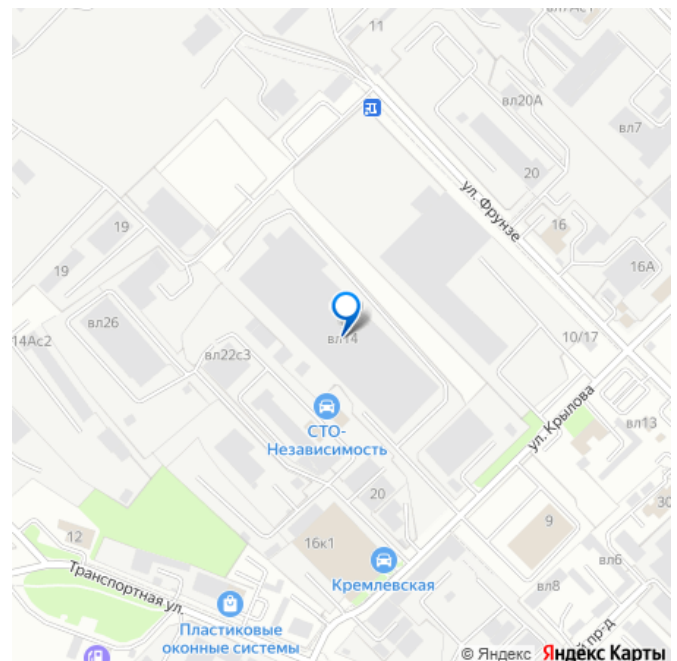 11
вл20А
вл7
20
ул. Фрунзе
16
16А
19
19
вл26
14Ас2
вл22с3
вл14
10/17
ул. Крылова
вл13
СТО-
Независимость
20
9
16к1
12
Кремлевская
вл8
вл6
Транспортная ул.
Пластиковые
оконные системы
й пр-д
© Яндекс Яндекс Карты